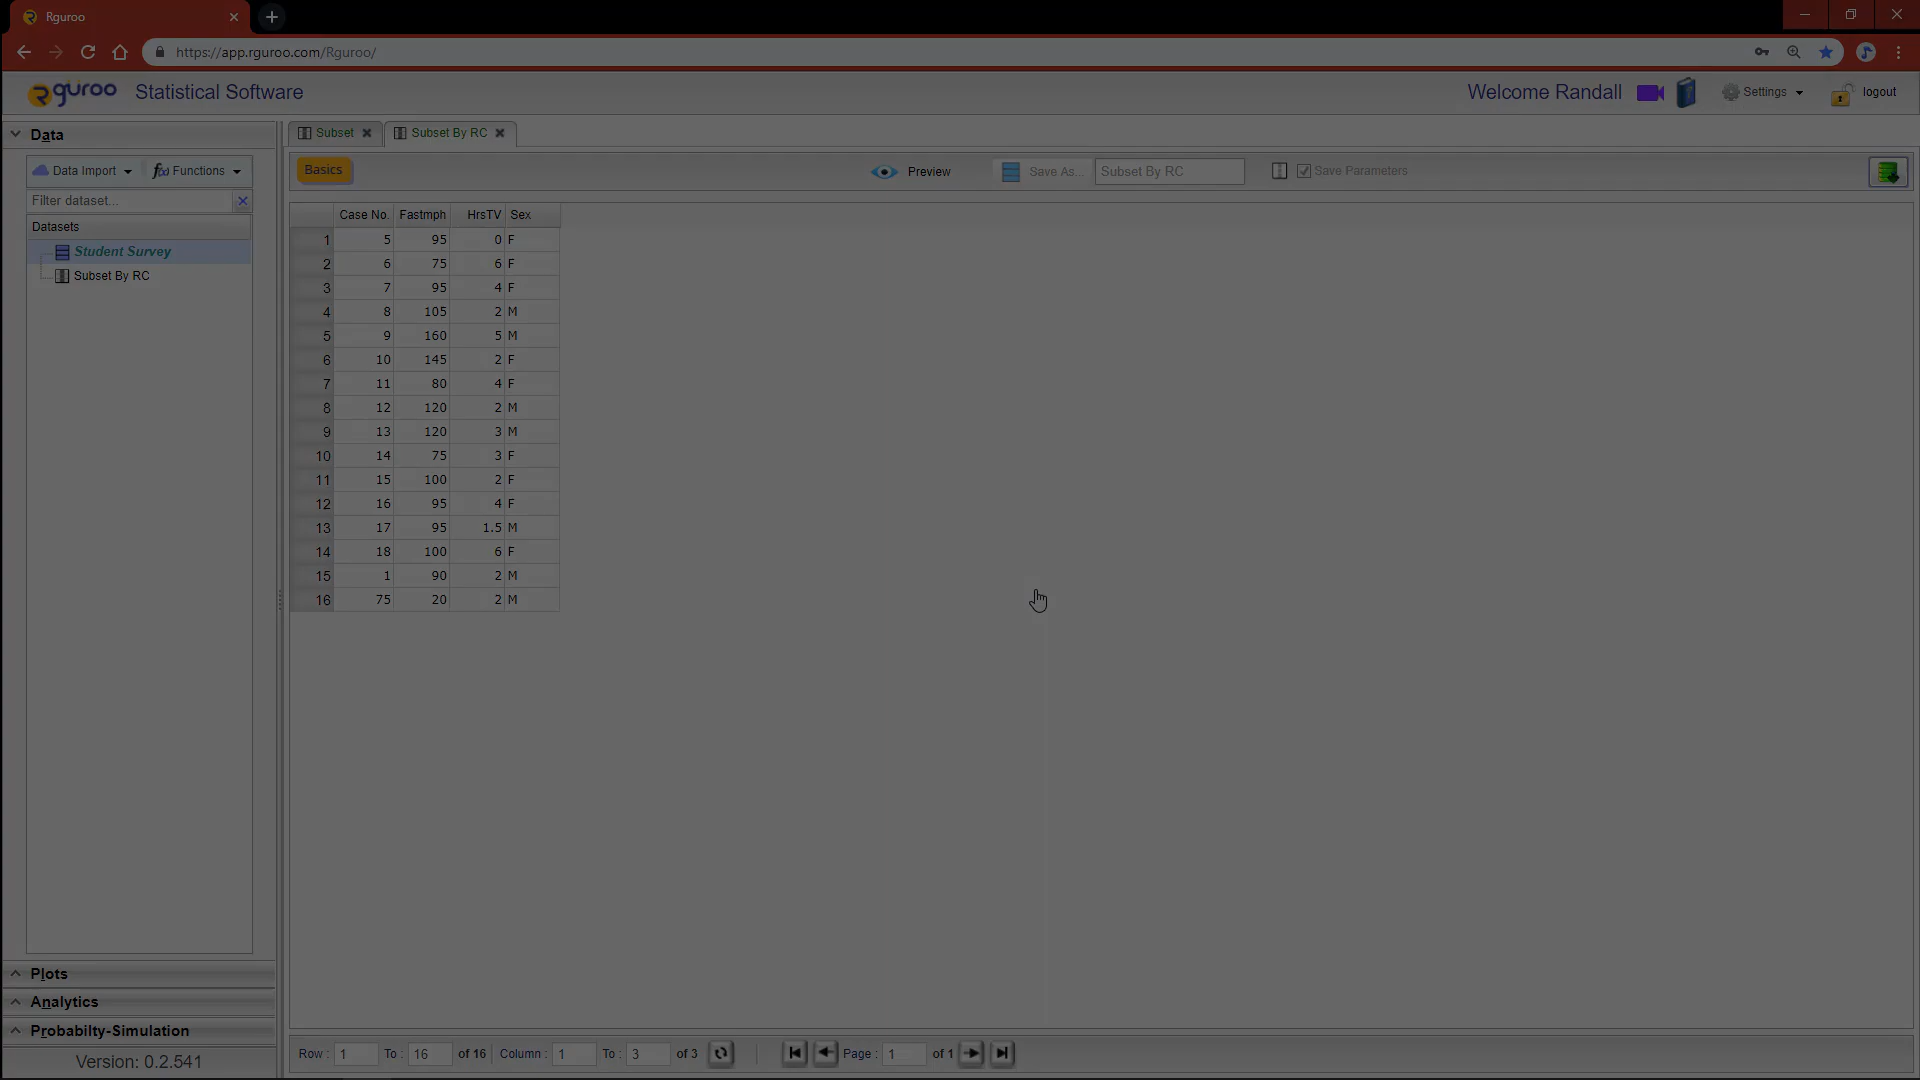 Rguroo
https://app.rguroo.com/Rguroo/
Rguroo Statistical Software
Welcome Randall
Settings
logout
Data
Data Import
Functions
Filter dataset...
Datasets
Student Survey
Subset By RC
Subset
Subset By RC
Basics
Preview
Save As...
Subset By RC
Save Parameters
Case No. Fastmph HrsTV Sex
1 5 95 0 F
2 6 75 6 F
3 7 95 4 F
4 8 105 2 M
5 9 160 5 M
6 10 145 2 F
7 11 80 4 F
8 12 120 2 M
9 13 120 3 M
10 14 75 3 F
11 15 100 2 F
12 16 95 4 F
13 17 95 1.5 M
14 18 100 6 F
15 1 90 2 M
16 75 20 2 M
Plots
Analytics
Probabilty-Simulation
Version: 0.2.541
Row : 1 To : 16 of 16 Column : 1 To : 3 of 3 Page : 1 of 1